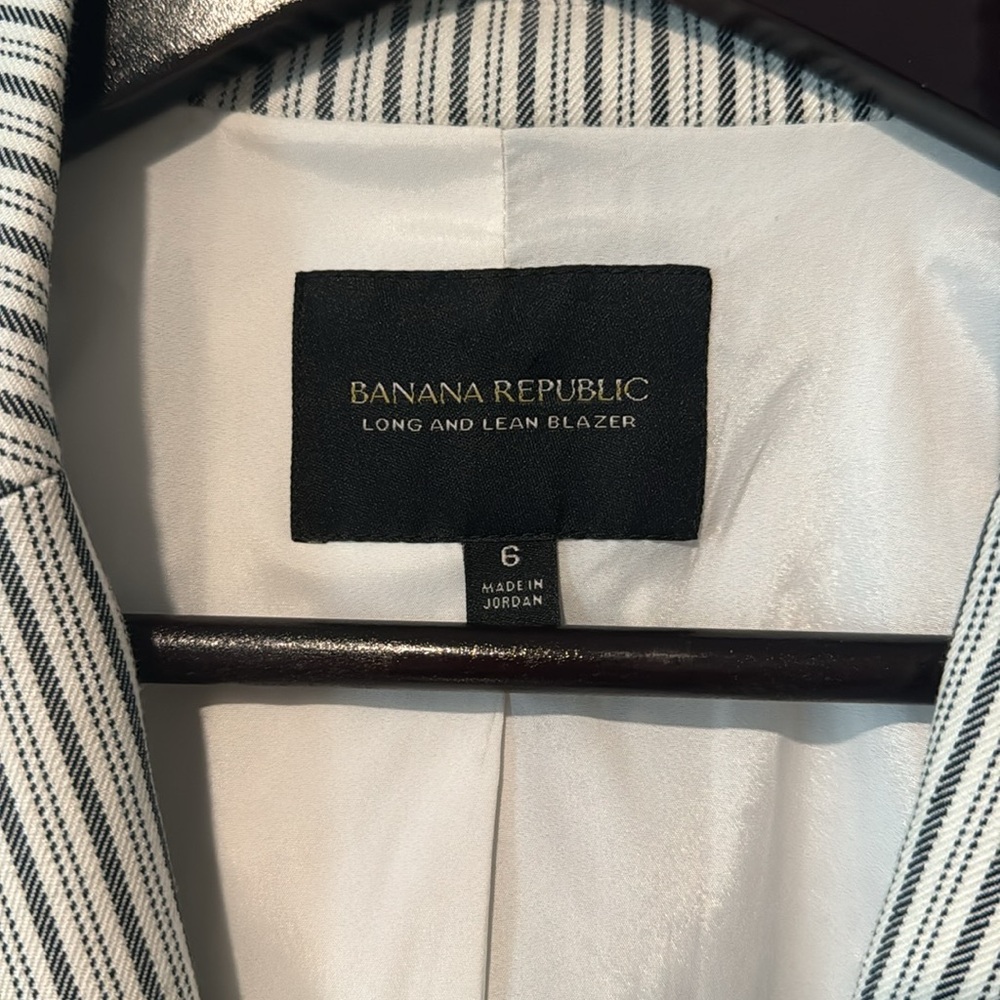 BANANA REPUBLIC
LONG AND LEAN BLAZER
6
MADE IN
JORDAN